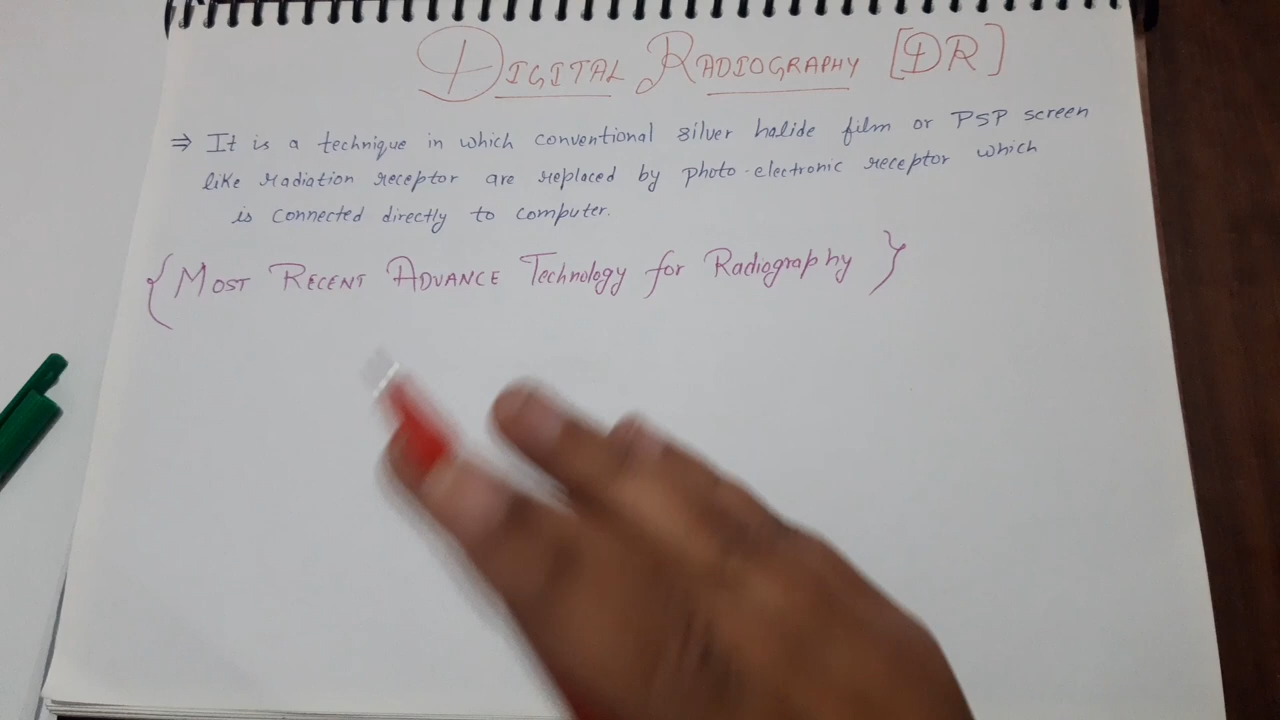 DIGITAL RADIOGRAPHY [DR]
⇒ It is a technique in which conventional silver halide film or PSP screen
like radiation receptor are replaced by photo-electronic receptor which
is connected directly to computer.
{MOST RECENT ADVANCE Technology for Radiography}